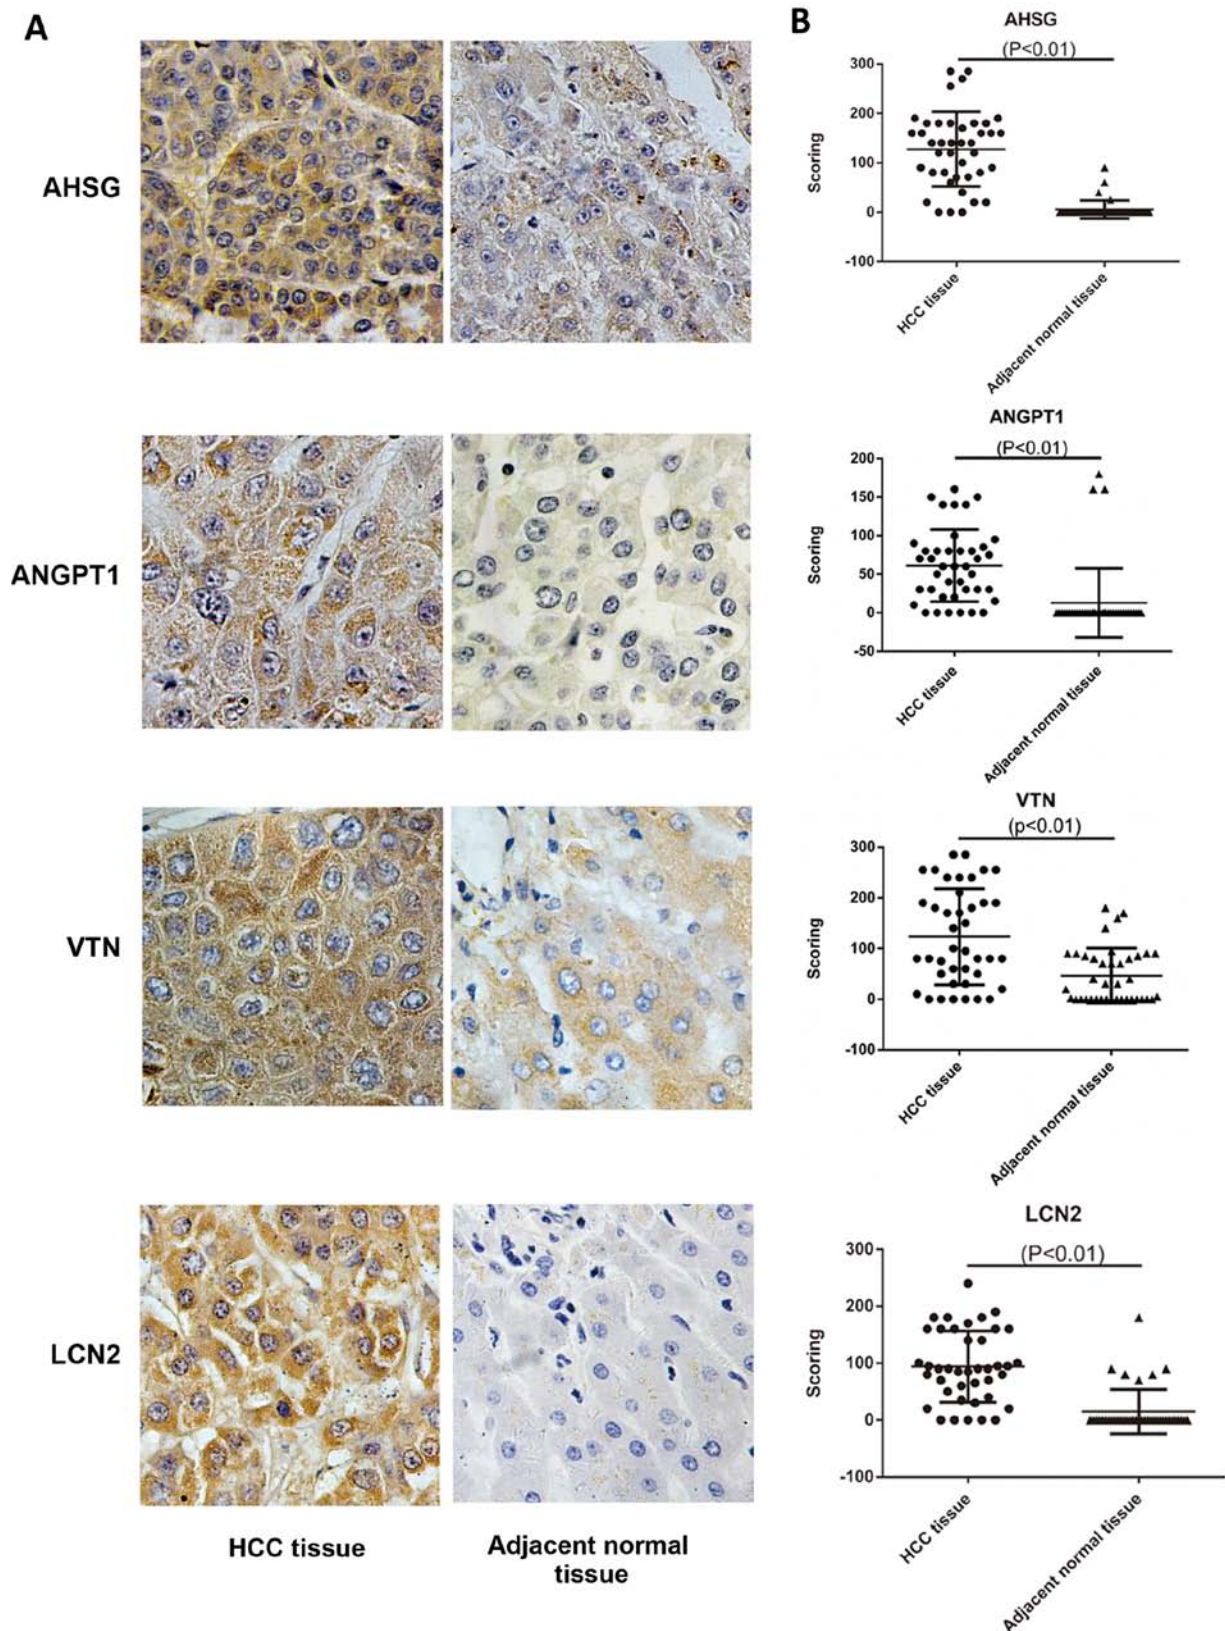 A
B
AHSG
(P<0.01)
300
200
100
0
-100
Scoring
HCC tissue
Adjacent normal tissue
AHSG
ANGPT1
(P<0.01)
200
150
100
50
0
-50
Scoring
HCC tissue
Adjacent normal tissue
ANGPT1
VTN
(p<0.01)
300
200
100
0
-100
Scoring
HCC tissue
Adjacent normal tissue
VTN
LCN2
(P<0.01)
300
200
100
0
-100
Scoring
HCC tissue
Adjacent normal tissue
LCN2
HCC tissue
Adjacent normal
tissue